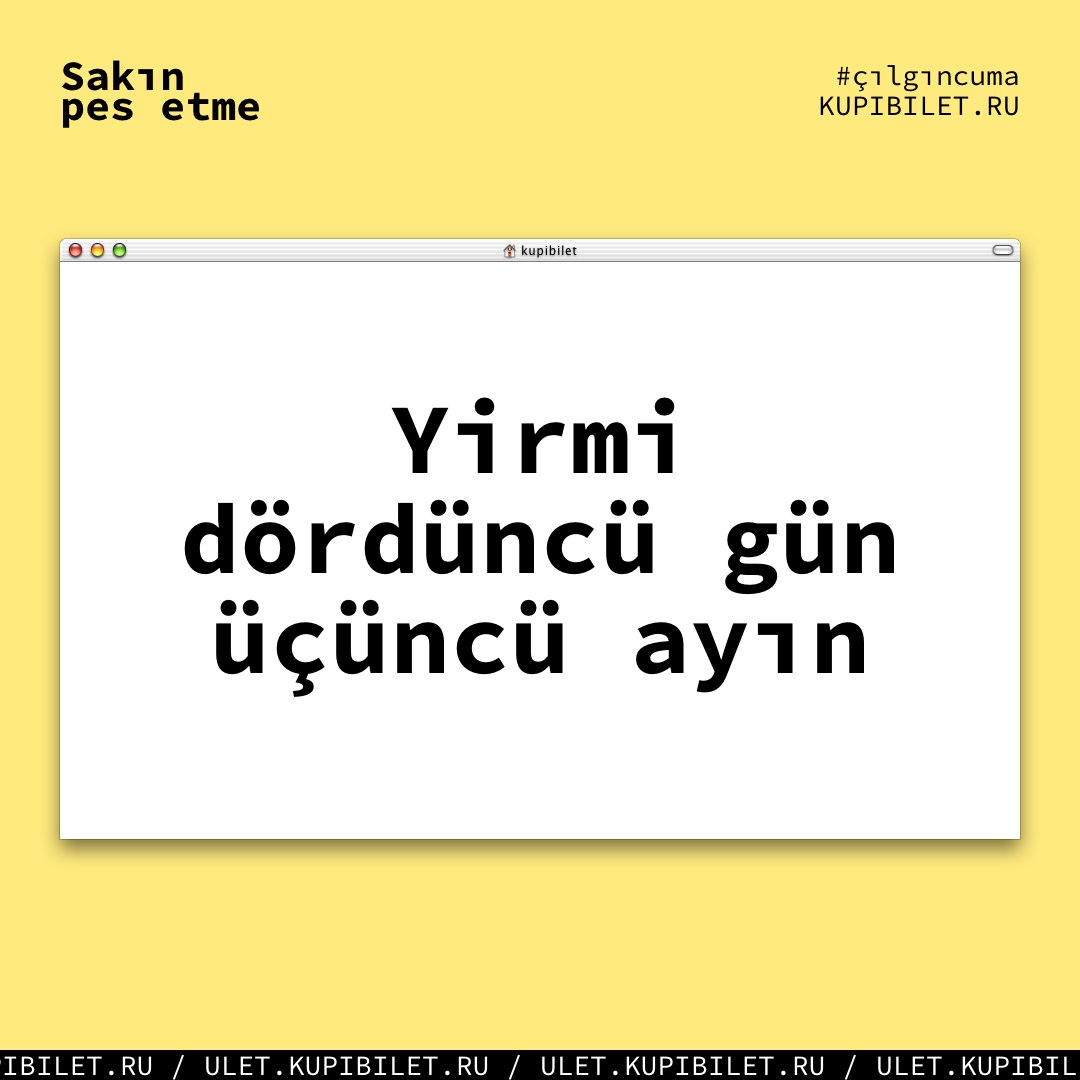 Sakın
pes etme
#çılgıncuma
KUPIBILET.RU
kupibilet
Yirmi
dördüncü gün
üçüncü ayın
IBILET.RU / ULET.KUPIBILET.RU / ULET.KUPIBILET.RU / ULET.KUPIBIL